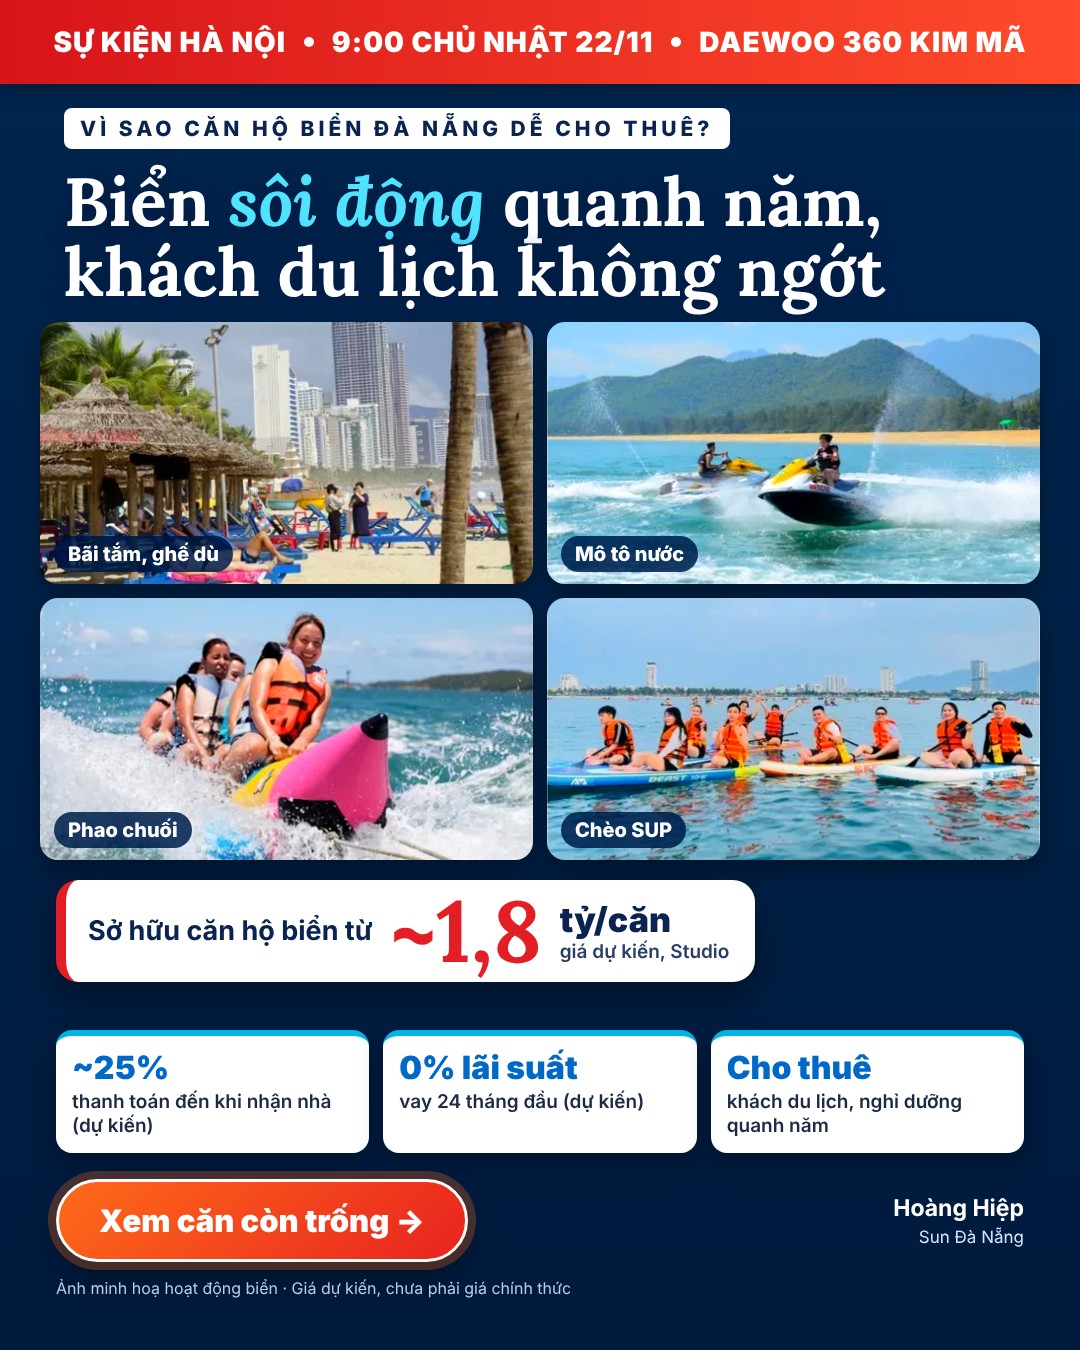 SỰ KIỆN HÀ NỘI • 9:00 CHỦ NHẬT 22/11 • DAEWOO 360 KIM MÃ
VÌ SAO CĂN HỘ BIỂN ĐÀ NẴNG DỄ CHO THUÊ?
Biển sôi động quanh năm,
khách du lịch không ngớt
Bãi tắm, ghế dù
Mô tô nước
Phao chuối
BEAST
Chèo SUP
Sở hữu căn hộ biển từ ~1,8 tỷ/căn
giá dự kiến, Studio
~25%
thanh toán đến khi nhận nhà
(dự kiến)
0% lãi suất
vay 24 tháng đầu (dự kiến)
Cho thuê
khách du lịch, nghỉ dưỡng
quanh năm
Xem căn còn trống →
Hoàng Hiệp
Sun Đà Nẵng
Ảnh minh hoạ hoạt động biển · Giá dự kiến, chưa phải giá chính thức